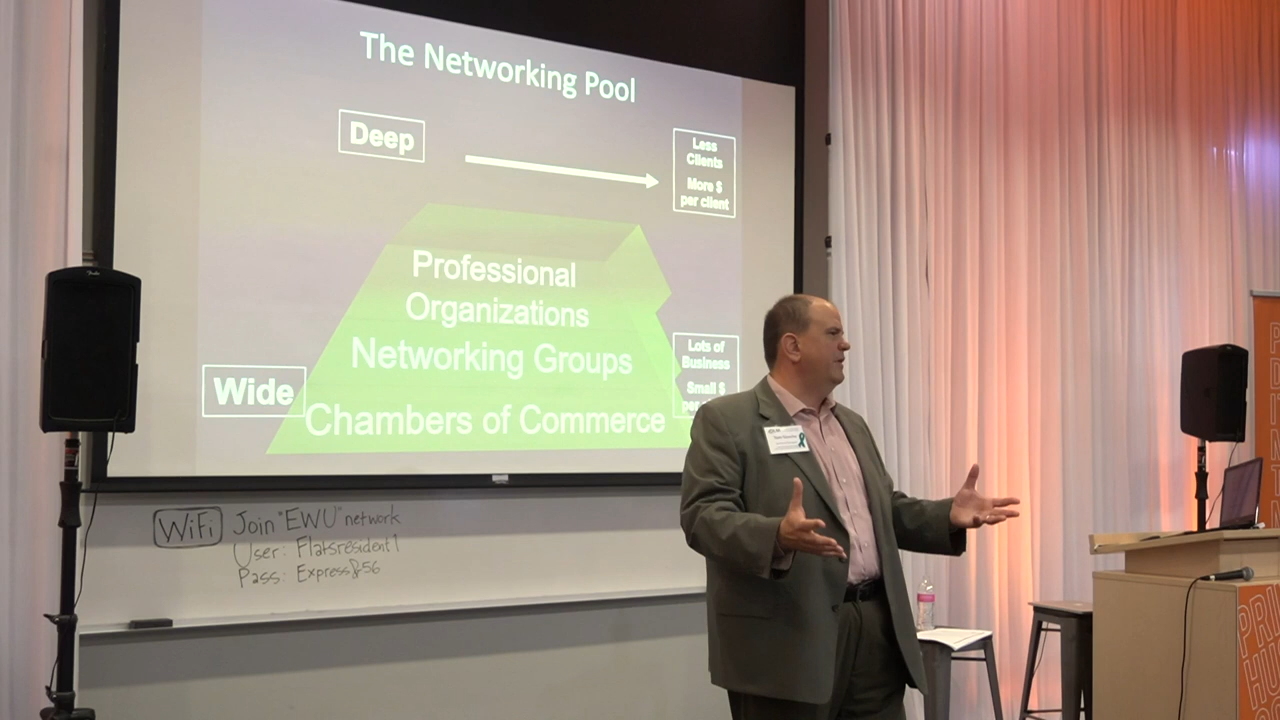 The Networking Pool
Deep
Less
Clients
More $
per client
Professional
Organizations
Networking Groups
Chambers of Commerce
Wide
Lots of
Business
Small $
WiFi Join "EWU" network
User: Flatsresident1
Pass: Express&56
Fender